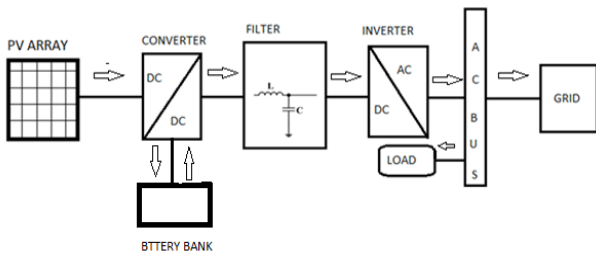 PV ARRAY
CONVERTER
FILTER
INVERTER
DC
DC
L
C
AC
DC
A
C
B
U
S
LOAD
GRID
BTTERY BANK